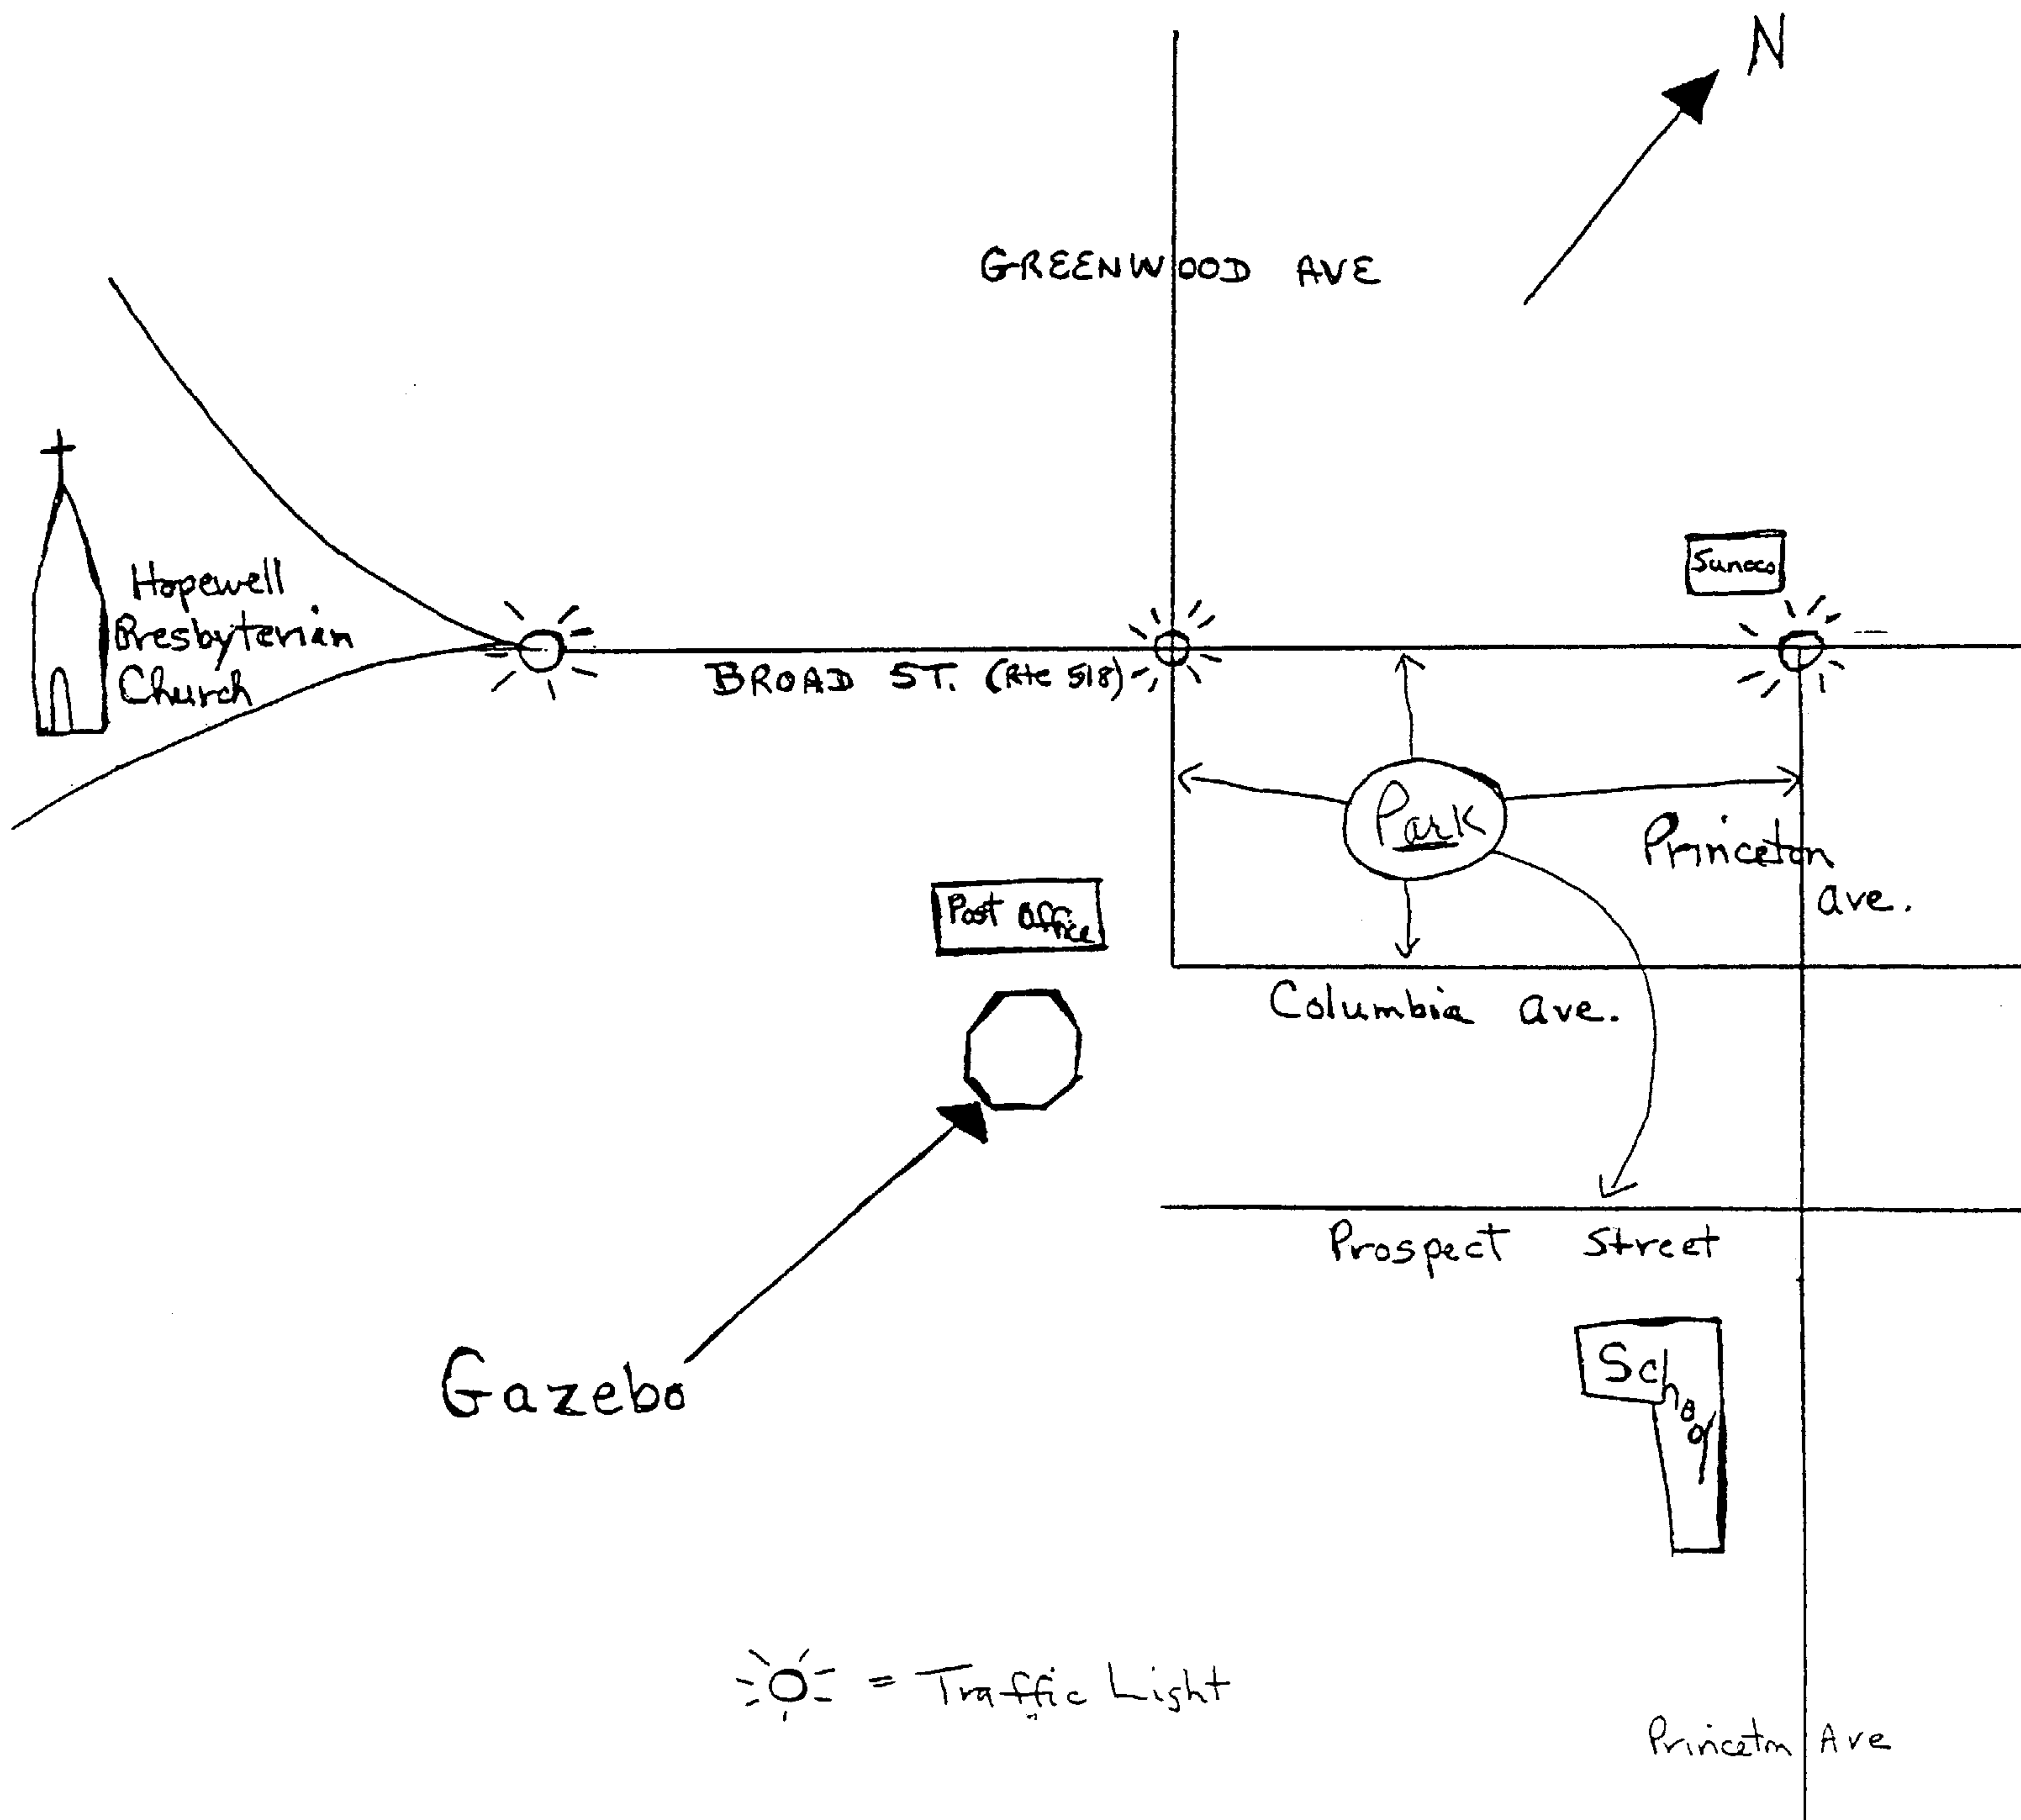 N
GREENWOOD AVE
Sunoco
Hopewell
Presbyterian
Church
BROAD ST. (Rte 518)
Park
Princeton
ave.
Post Office
Columbia ave.
Prospect Street
School
Gazebo
= Traffic Light
Princeton Ave